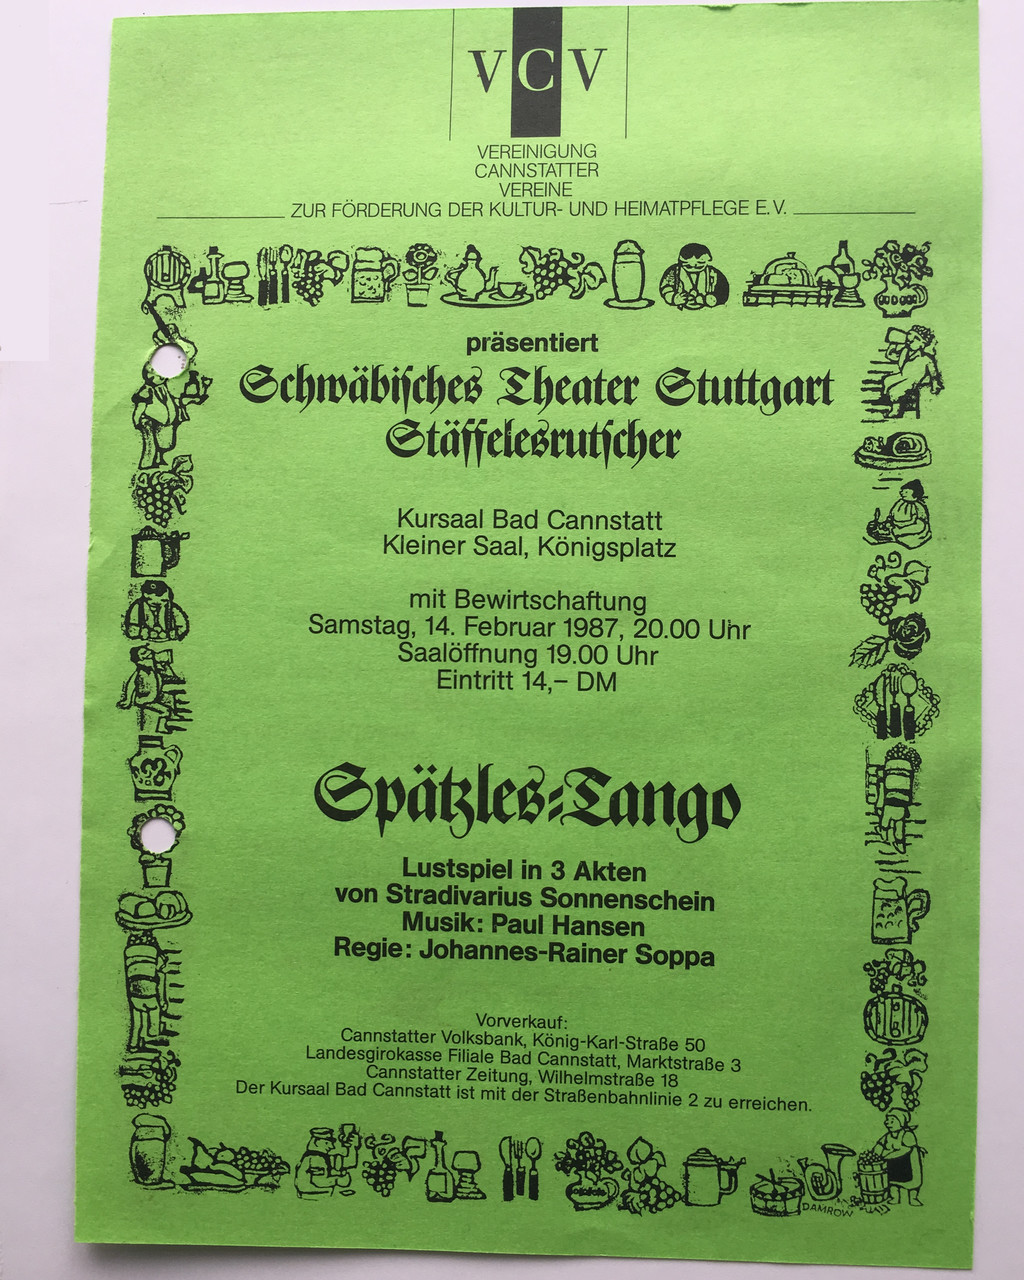 VCV
VEREINIGUNG
CANNSTATTER
VEREINE
ZUR FÖRDERUNG DER KULTUR- UND HEIMATPFLEGE E.V.
präsentiert
Schwäbisches Theater Stuttgart
Stäffelesrutscher
Kursaal Bad Cannstatt
Kleiner Saal, Königsplatz
mit Bewirtschaftung
Samstag, 14. Februar 1987, 20.00 Uhr
Saalöffnung 19.00 Uhr
Eintritt 14,– DM
Spätzles-Tango
Lustspiel in 3 Akten
von Stradivarius Sonnenschein
Musik: Paul Hansen
Regie: Johannes-Rainer Soppa
Vorverkauf:
Cannstatter Volksbank, König-Karl-Straße 50
Landesgirokasse Filiale Bad Cannstatt, Marktstraße 3
Cannstatter Zeitung, Wilhelmstraße 18
Der Kursaal Bad Cannstatt ist mit der Straßenbahnlinie 2 zu erreichen.
DAMROW